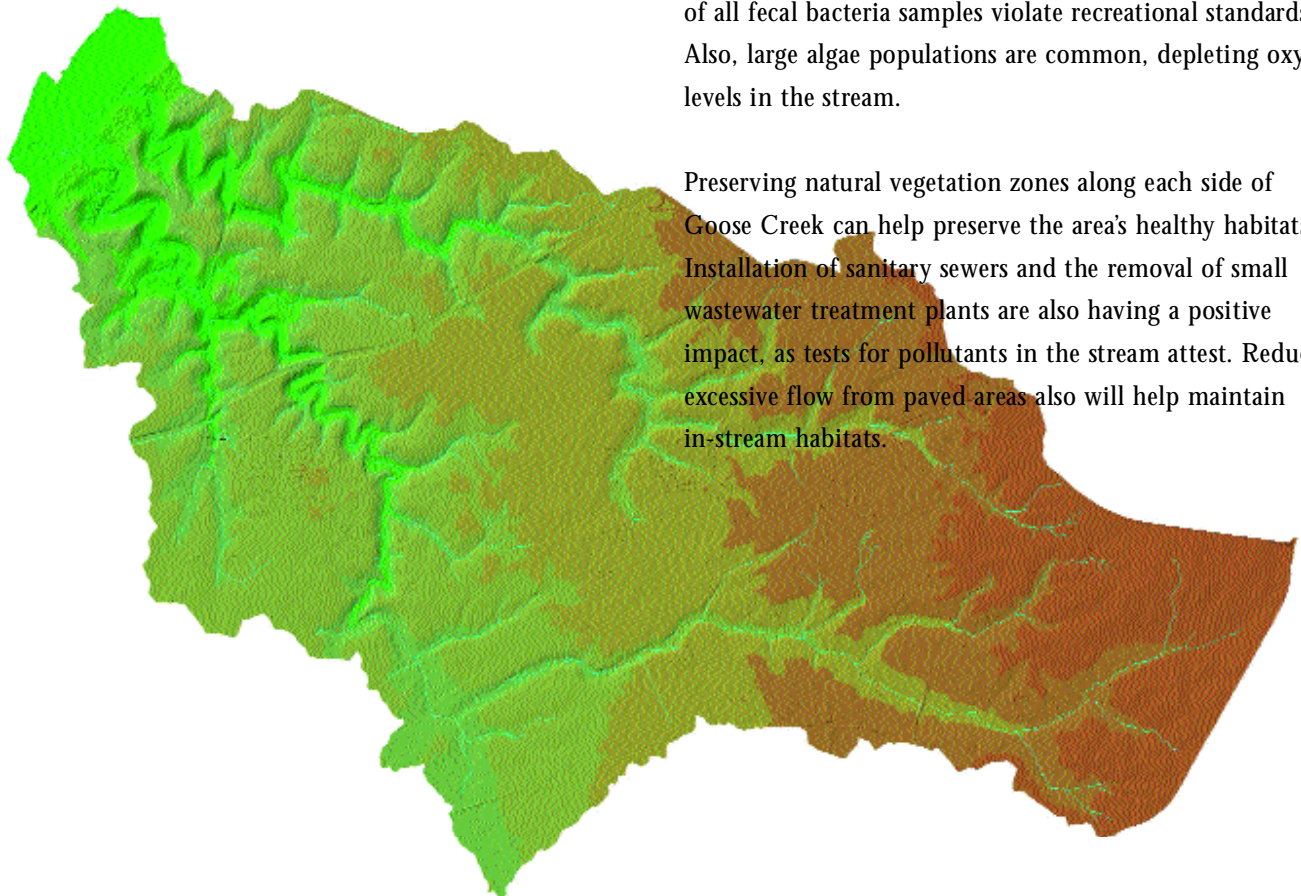 of all fecal bacteria samples violate recreational standards
Also, large algae populations are common, depleting oxy
levels in the stream.
Preserving natural vegetation zones along each side of
Goose Creek can help preserve the area's healthy habitats
Installation of sanitary sewers and the removal of small
wastewater treatment plants are also having a positive
impact, as tests for pollutants in the stream attest. Redu
excessive flow from paved areas also will help maintain
in-stream habitats.